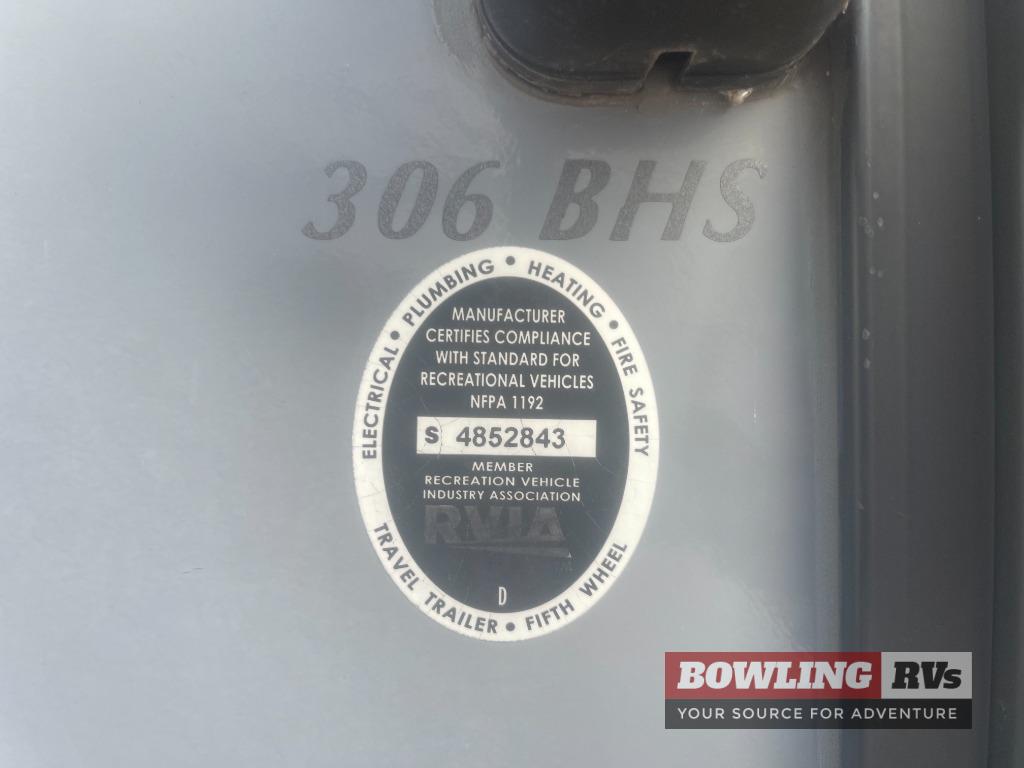 306 BHS
ELECTRICAL • PLUMBING • HEATING • FIRE SAFETY
MANUFACTURER
CERTIFIES COMPLIANCE
WITH STANDARD FOR
RECREATIONAL VEHICLES
NFPA 1192
S 4852843
MEMBER
RECREATION VEHICLE
INDUSTRY ASSOCIATION
RVIA
D
TRAVEL TRAILER • FIFTH WHEEL
BOWLING RVs
YOUR SOURCE FOR ADVENTURE